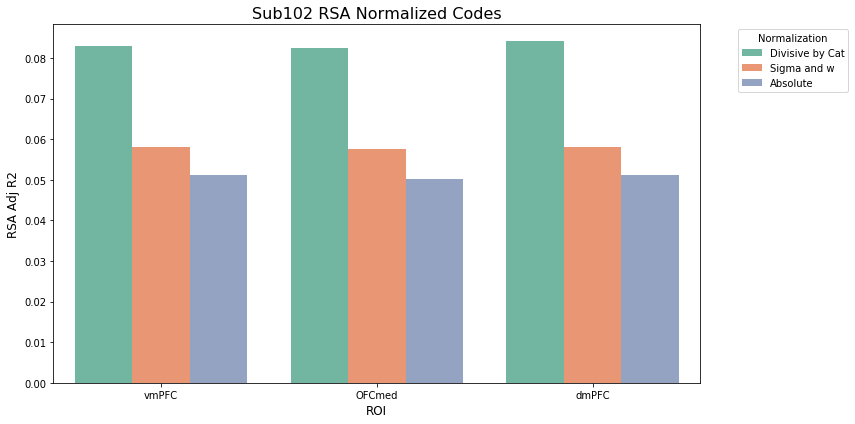 Sub102 RSA Normalized Codes
Normalization
Divisive by Cat
Sigma and w
Absolute
RSA Adj R2
0.08
0.07
0.06
0.05
0.04
0.03
0.02
0.01
0.00
vmPFC
OFCmed
dmPFC
ROI